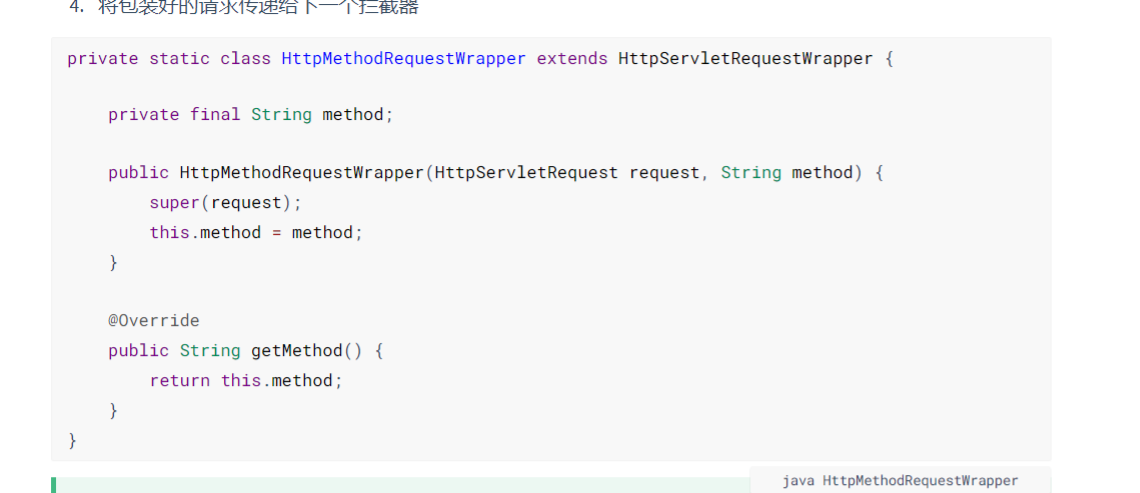 4. 将包装好的请求传递给下一个拦截器
private static class HttpMethodRequestWrapper extends HttpServletRequestWrapper {
private final String method;
public HttpMethodRequestWrapper(HttpServletRequest request, String method) {
super(request);
this.method = method;
}
@Override
public String getMethod() {
return this.method;
}
}
java HttpMethodRequestWrapper